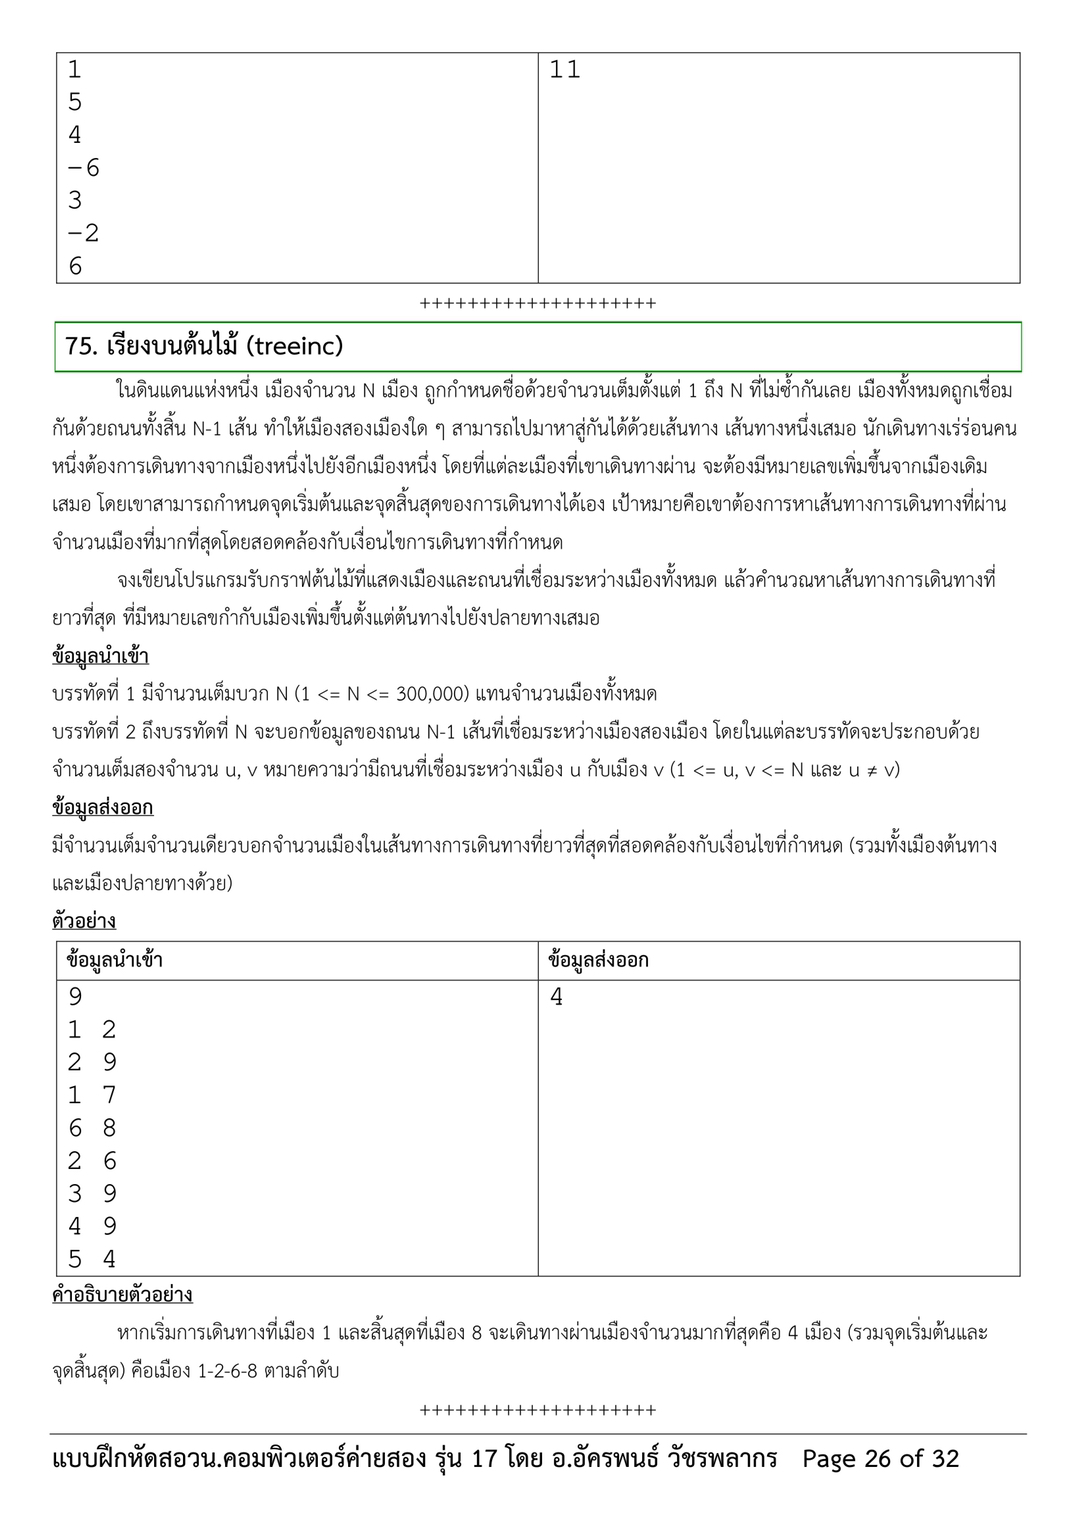 1 11
5
4
-6
3
-2
6
++++++++++++++++++++
75. เรียงบนต้นไม้ (treeinc)
ในดินแดนแห่งหนึ่ง เมืองจำนวน N เมือง ถูกกำหนดชื่อด้วยจำนวนเต็มตั้งแต่ 1 ถึง N ที่ไม่ซ้ำกันเลย เมืองทั้งหมดถูกเชื่อม
กันด้วยถนนทั้งสิ้น N-1 เส้น ทำให้เมืองสองเมืองใด ๆ สามารถไปมาหาสู่กันได้ด้วยเส้นทาง เส้นทางหนึ่งเสมอ นักเดินทางเร่ร่อนคน
หนึ่งต้องการเดินทางจากเมืองหนึ่งไปยังอีกเมืองหนึ่ง โดยที่แต่ละเมืองที่เขาเดินทางผ่าน จะต้องมีหมายเลขเพิ่มขึ้นจากเมืองเดิม
เสมอ โดยเขาสามารถกำหนดจุดเริ่มต้นและจุดสิ้นสุดของการเดินทางได้เอง เป้าหมายคือเขาต้องการหาเส้นทางการเดินทางที่ผ่าน
จำนวนเมืองที่มากที่สุดโดยสอดคล้องกับเงื่อนไขการเดินทางที่กำหนด
จงเขียนโปรแกรมรับกราฟต้นไม้ที่แสดงเมืองและถนนที่เชื่อมระหว่างเมืองทั้งหมด แล้วคำนวณหาเส้นทางการเดินทางที่
ยาวที่สุด ที่มีหมายเลขกำกับเมืองเพิ่มขึ้นตั้งแต่ต้นทางไปยังปลายทางเสมอ
ข้อมูลนำเข้า
บรรทัดที่ 1 มีจำนวนเต็มบวก N (1 <= N <= 300,000) แทนจำนวนเมืองทั้งหมด
บรรทัดที่ 2 ถึงบรรทัดที่ N จะบอกข้อมูลของถนน N-1 เส้นที่เชื่อมระหว่างเมืองสองเมือง โดยในแต่ละบรรทัดจะประกอบด้วย
จำนวนเต็มสองจำนวน u, v หมายความว่ามีถนนที่เชื่อมระหว่างเมือง u กับเมือง v (1 <= u, v <= N และ u ≠ v)
ข้อมูลส่งออก
มีจำนวนเต็มจำนวนเดียวบอกจำนวนเมืองในเส้นทางการเดินทางที่ยาวที่สุดที่สอดคล้องกับเงื่อนไขที่กำหนด (รวมทั้งเมืองต้นทาง
และเมืองปลายทางด้วย)
ตัวอย่าง
ข้อมูลนำเข้า ข้อมูลส่งออก
9 4
1 2
2 9
1 7
6 8
2 6
3 9
4 9
5 4
คำอธิบายตัวอย่าง
หากเริ่มการเดินทางที่เมือง 1 และสิ้นสุดที่เมือง 8 จะเดินทางผ่านเมืองจำนวนมากที่สุดคือ 4 เมือง (รวมจุดเริ่มต้นและ
จุดสิ้นสุด) คือเมือง 1-2-6-8 ตามลำดับ
++++++++++++++++++++
แบบฝึกหัดสอวน.คอมพิวเตอร์ค่ายสอง รุ่น 17 โดย อ.อัครพนธ์ วัชรพลากร Page 26 of 32